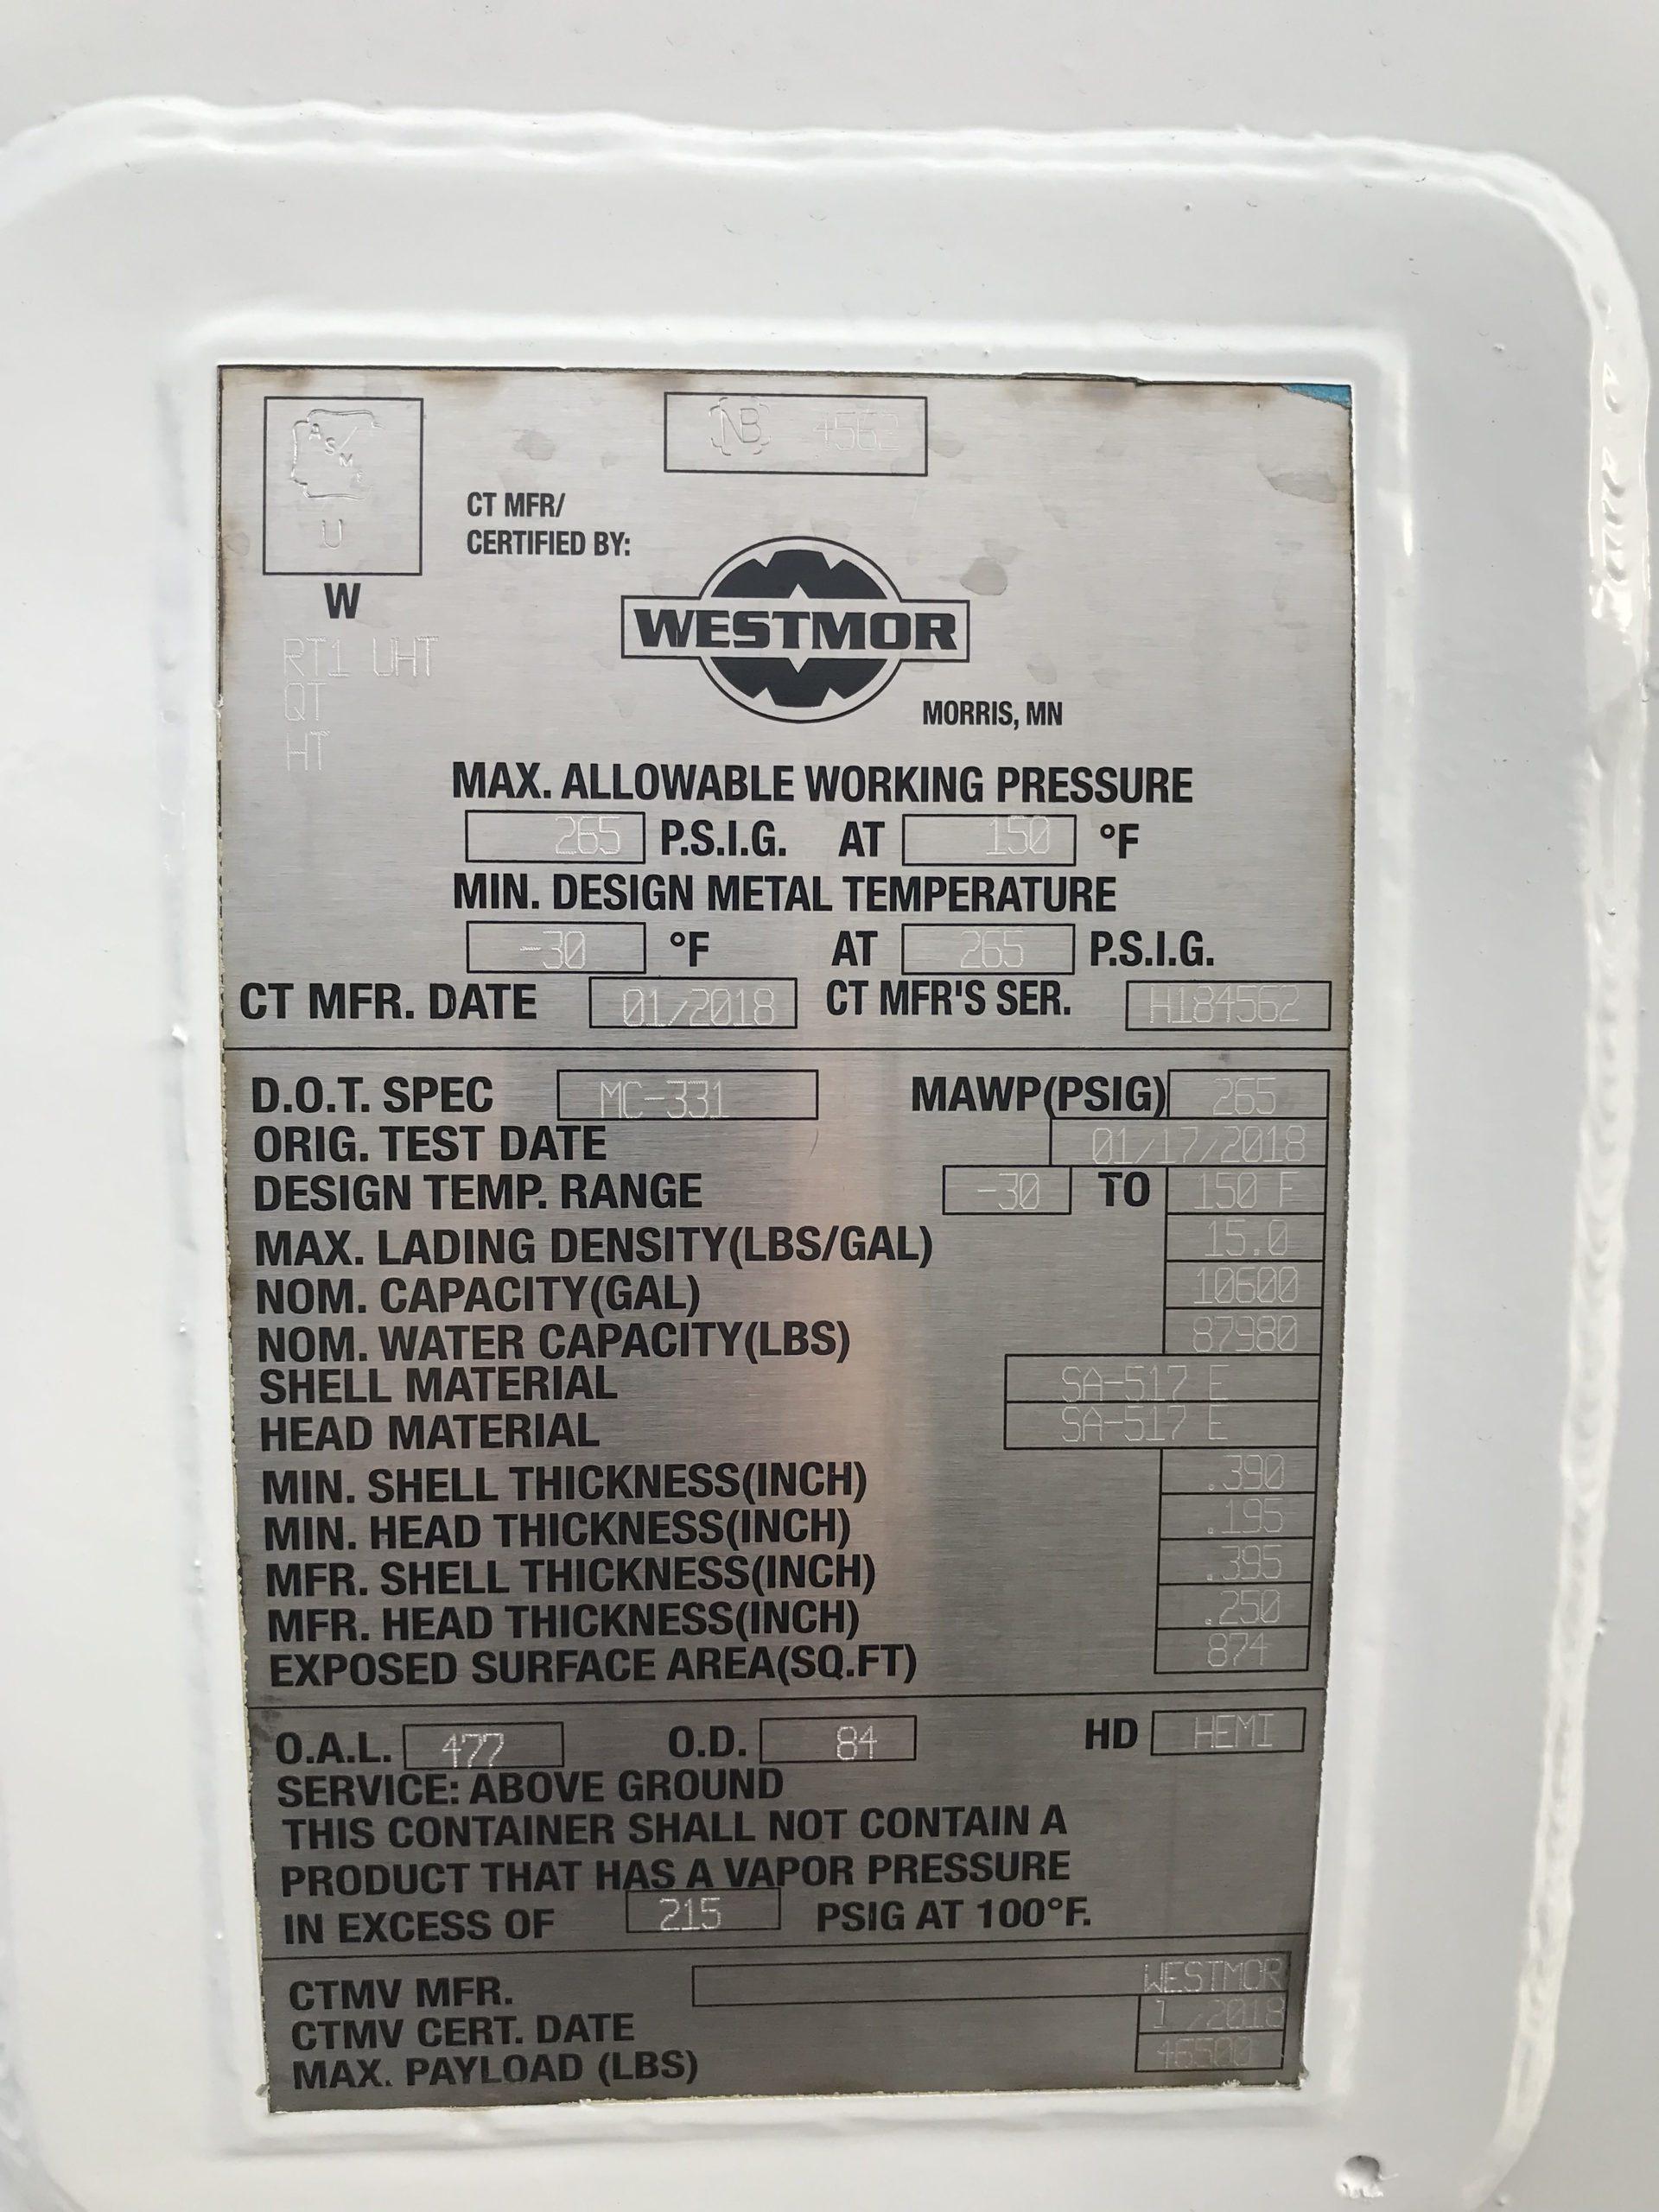 ASME
NB 4562
U
CT MFR/
CERTIFIED BY:
W
WESTMOR
RT1 UHT
QT
HT
MORRIS, MN
MAX. ALLOWABLE WORKING PRESSURE
265 P.S.I.G. AT 150 °F
MIN. DESIGN METAL TEMPERATURE
-30 °F AT 265 P.S.I.G.
CT MFR. DATE 01/2018 CT MFR'S SER. H184562
D.O.T. SPEC MC-331 MAWP(PSIG) 265
ORIG. TEST DATE 01/17/2018
DESIGN TEMP. RANGE -30 TO 150 F
MAX. LADING DENSITY(LBS/GAL) 15.0
NOM. CAPACITY(GAL) 10600
NOM. WATER CAPACITY(LBS) 87980
SHELL MATERIAL SA-517 E
HEAD MATERIAL SA-517 E
MIN. SHELL THICKNESS(INCH) .390
MIN. HEAD THICKNESS(INCH) .195
MFR. SHELL THICKNESS(INCH) .395
MFR. HEAD THICKNESS(INCH) .250
EXPOSED SURFACE AREA(SQ.FT) 874
O.A.L. 477 O.D. 84 HD HEMI
SERVICE: ABOVE GROUND
THIS CONTAINER SHALL NOT CONTAIN A
PRODUCT THAT HAS A VAPOR PRESSURE
IN EXCESS OF 215 PSIG AT 100°F.
CTMV MFR. WESTMOR
CTMV CERT. DATE 1 /2018
MAX. PAYLOAD (LBS) 46500